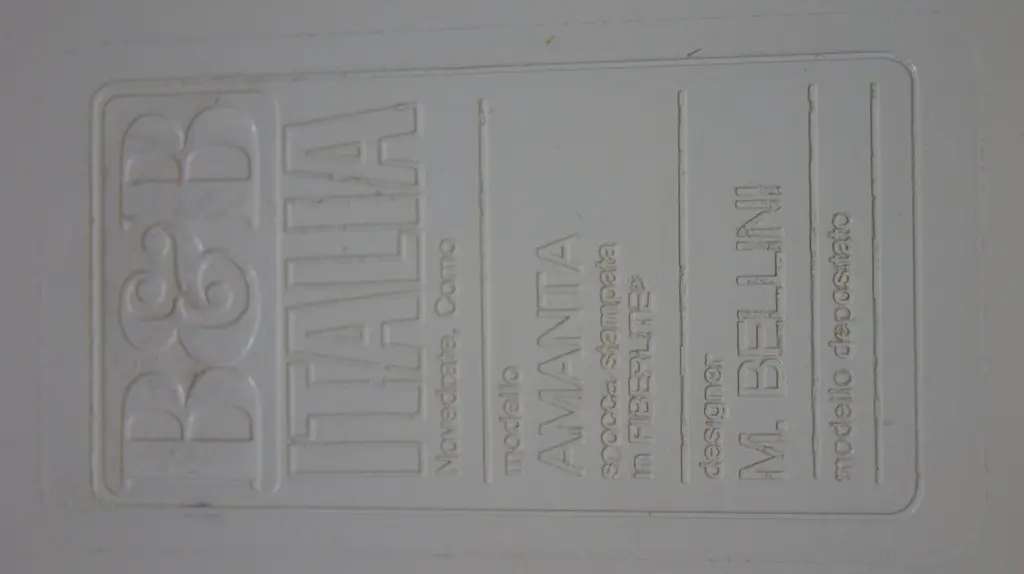 B&B
ITALIA
Novedrate, Como
modello
AMANTA
scocca stampata
in FIBERLITE®
designer
M. BELLINI
modello depositato